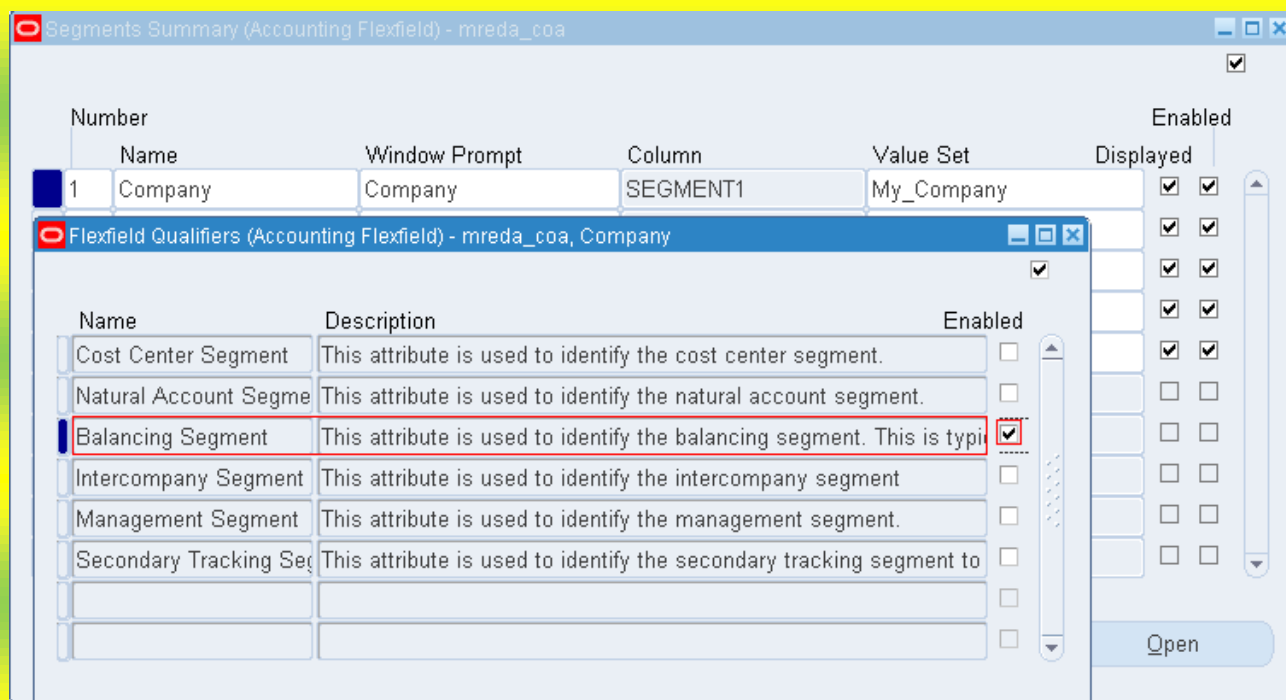 Segments Summary (Accounting Flexfield) - mreda_coa
Number Enabled
Name Window Prompt Column Value Set Displayed
1 Company Company SEGMENT1 My_Company
Flexfield Qualifiers (Accounting Flexfield) - mreda_coa, Company
Name Description Enabled
Cost Center Segment This attribute is used to identify the cost center segment.
Natural Account Segme This attribute is used to identify the natural account segment.
Balancing Segment This attribute is used to identify the balancing segment. This is typi
Intercompany Segment This attribute is used to identify the intercompany segment
Management Segment This attribute is used to identify the management segment.
Secondary Tracking Seg This attribute is used to identify the secondary tracking segment to
Open